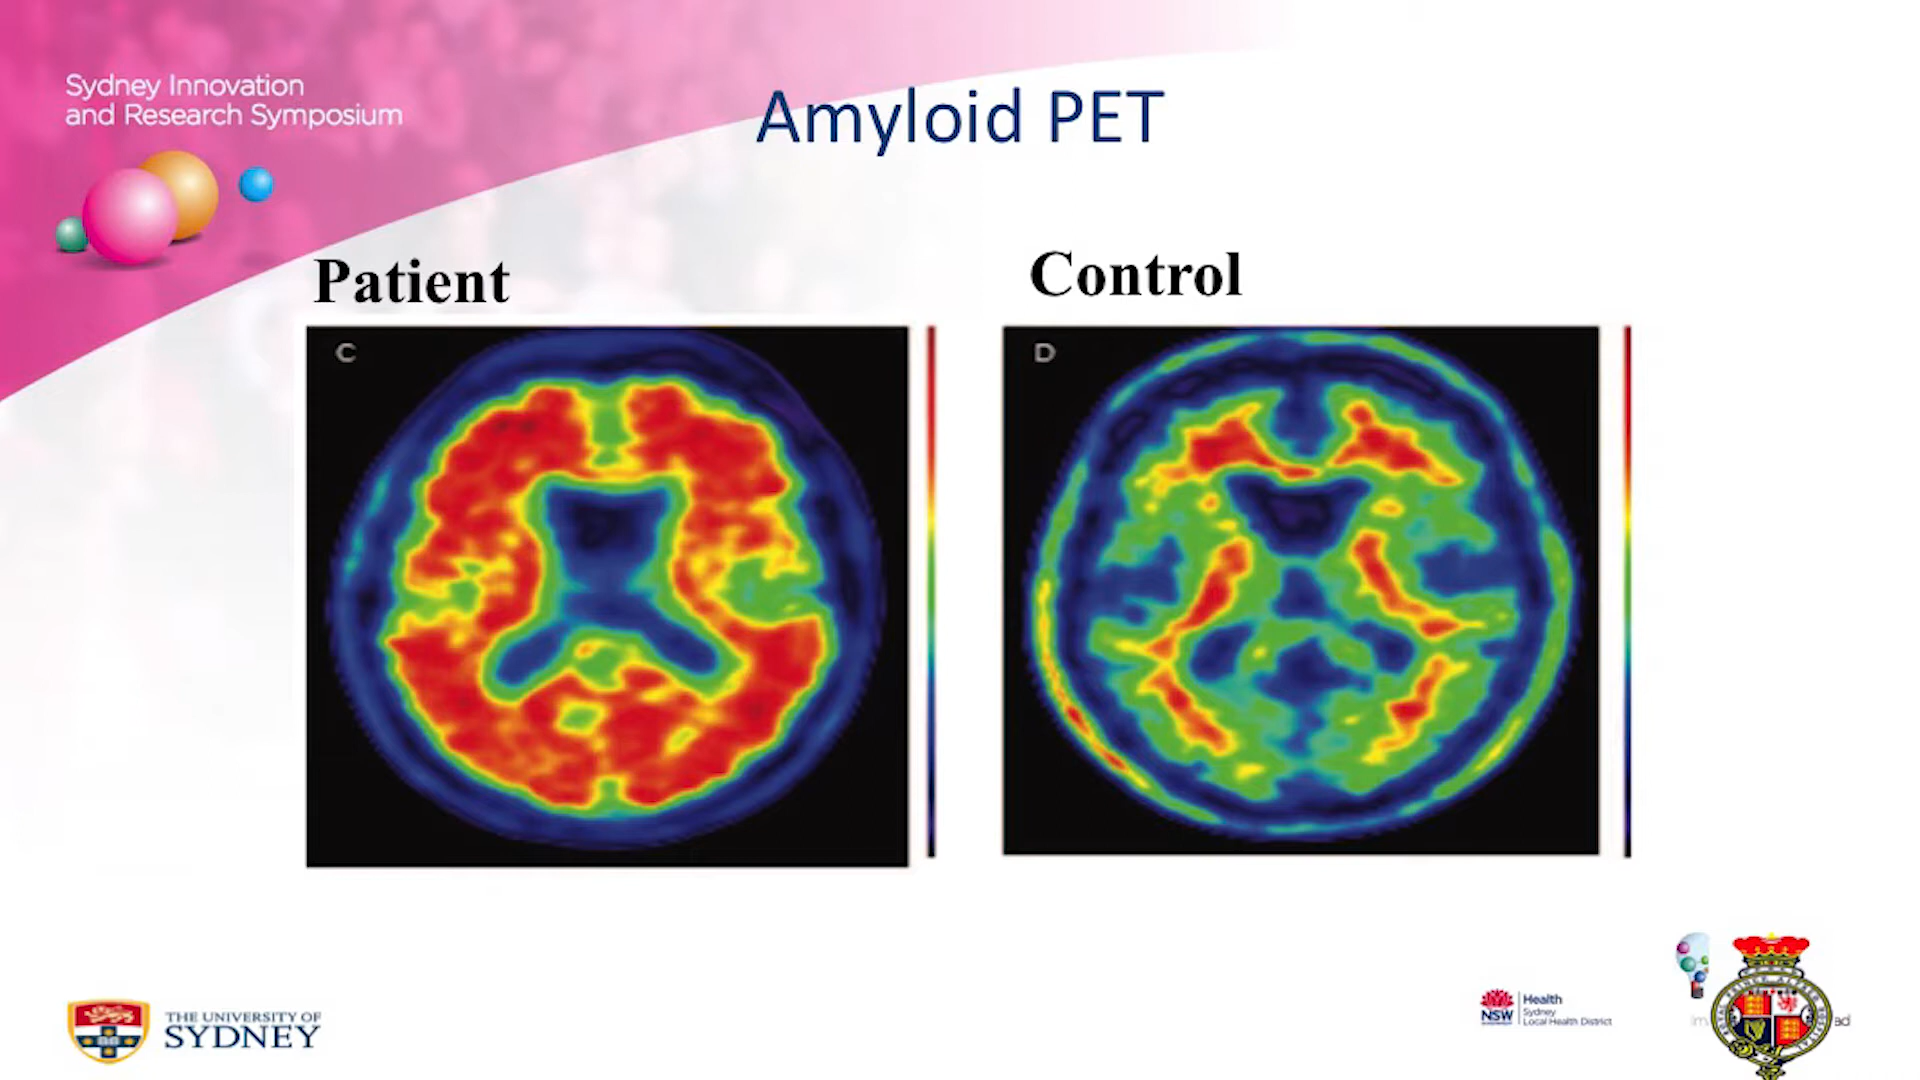 Sydney Innovation
and Research Symposium
Amyloid PET
Patient
Control
C
D
THE UNIVERSITY OF
SYDNEY
NSW
Health
Sydney
Local Health District